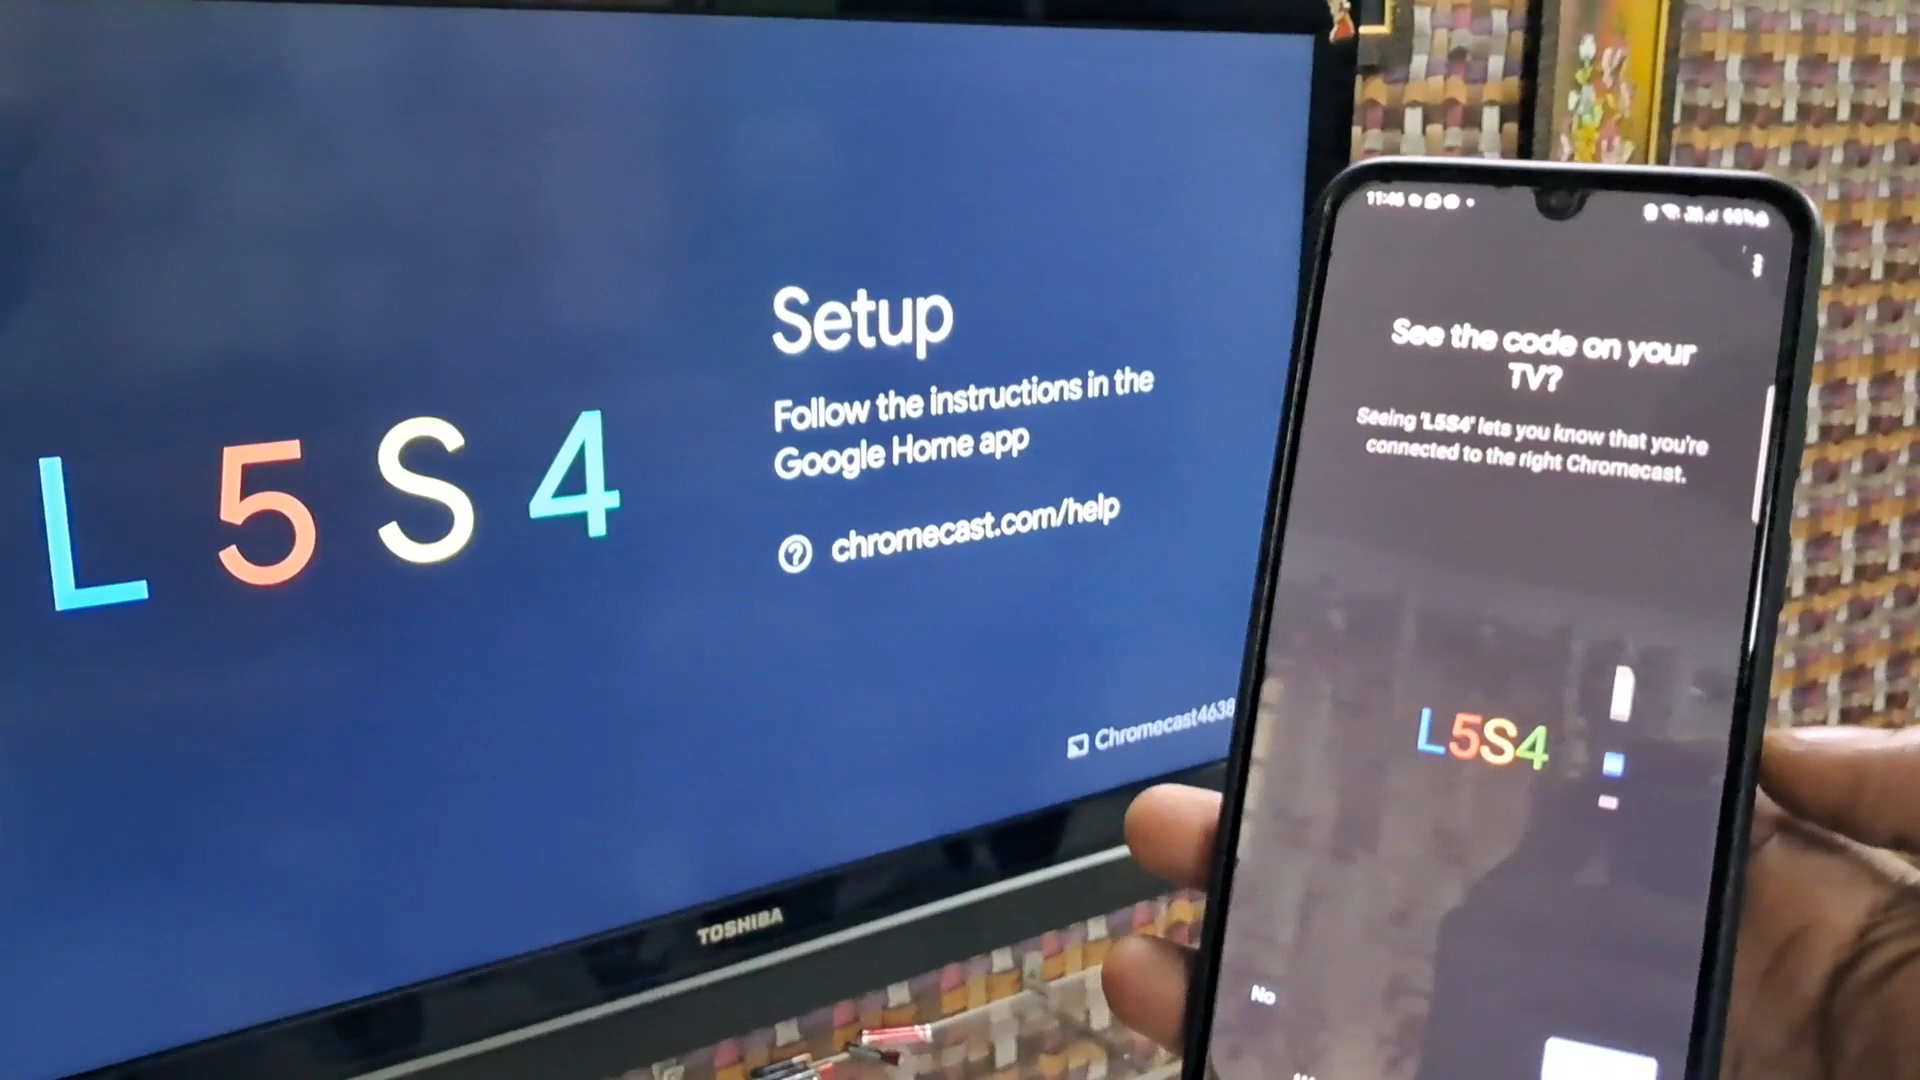 L 5 S 4
Setup
Follow the instructions in the
Google Home app
chromecast.com/help
Chromecast4638
TOSHIBA
See the code on your
TV?
Seeing 'L5S4' lets you know that you're
connected to the right Chromecast.
L5S4
No